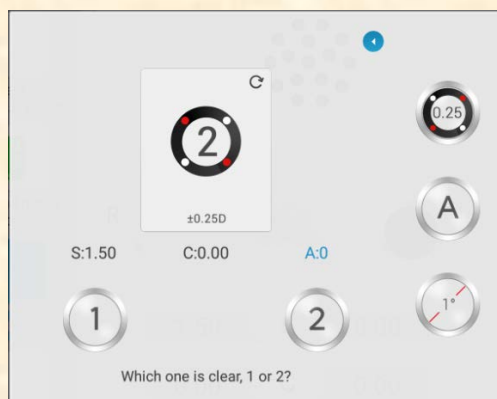 0.25
2
±0.25D
A
S:1.50 C:0.00 A:0
1°
1 2
Which one is clear, 1 or 2?